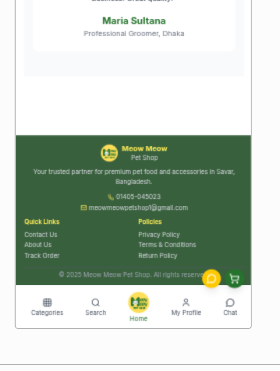 Maria Sultana
Professional Groomer, Dhaka
Meow Meow
Pet Shop
Your trusted partner for premium pet food and accessories in Savar,
Bangladesh.
01405-045023
meowmeowpetshop1@gmail.com
Quick Links
Policies
Contact Us
Privacy Policy
About Us
Terms & Conditions
Track Order
Return Policy
© 2025 Meow Meow Pet Shop. All rights
Categories
Search
Home
My Profile
Chat